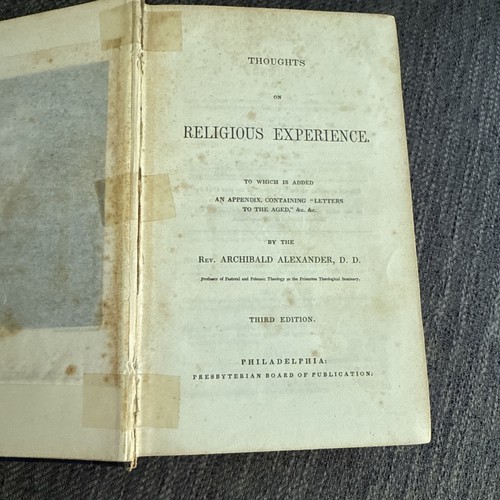 THOUGHTS
ON
RELIGIOUS EXPERIENCE.
TO WHICH IS ADDED
AN APPENDIX, CONTAINING "LETTERS
TO THE AGED," &c. &c.
BY THE
REV. ARCHIBALD ALEXANDER, D. D.
Professor of Pastoral and Polemic Theology in the Princeton Theological Seminary.
THIRD EDITION.
PHILADELPHIA:
PRESBYTERIAN BOARD OF PUBLICATION: